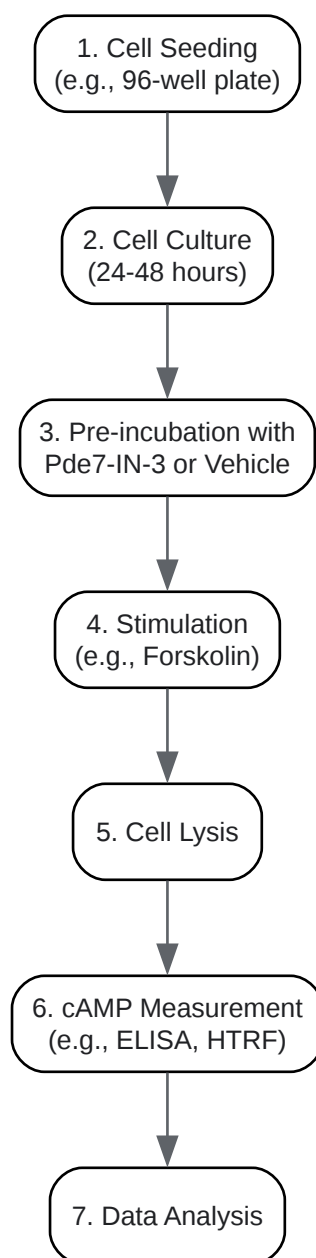 1. Cell Seeding
(e.g., 96-well plate)
2. Cell Culture
(24-48 hours)
3. Pre-incubation with
Pde7-IN-3 or Vehicle
4. Stimulation
(e.g., Forskolin)
5. Cell Lysis
6. cAMP Measurement
(e.g., ELISA, HTRF)
7. Data Analysis